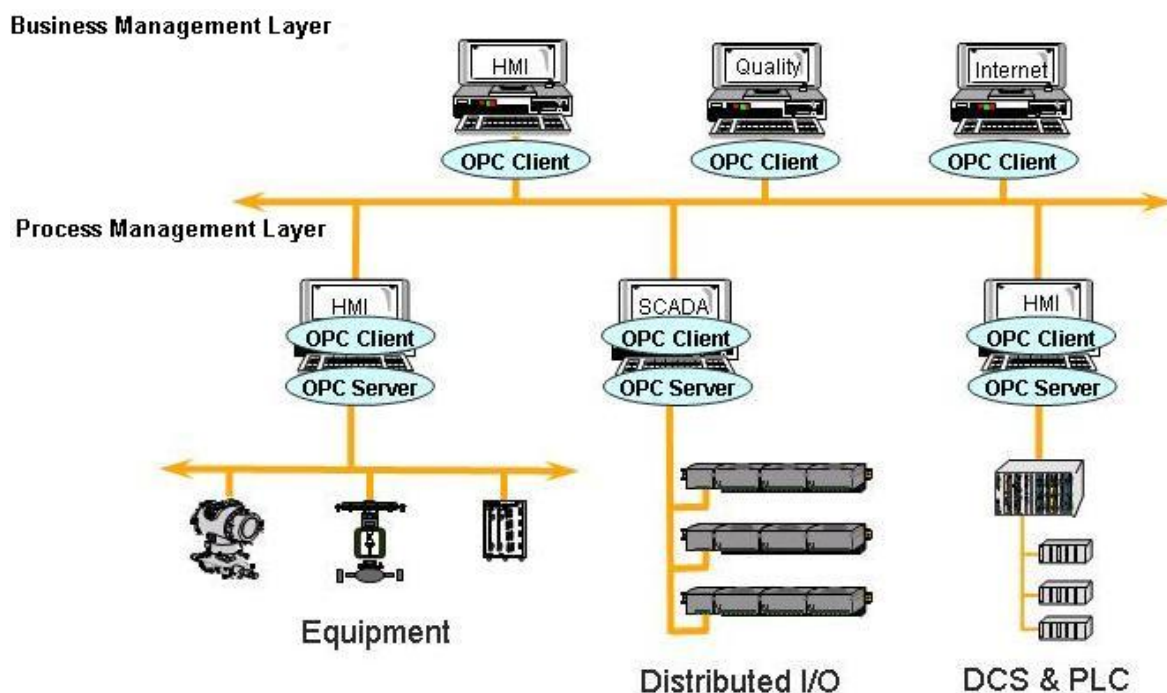 Business Management Layer
HMI
Quality
Internet
OPC Client
OPC Client
OPC Client
Process Management Layer
HMI
SCADA
HMI
OPC Client
OPC Client
OPC Client
OPC Server
OPC Server
OPC Server
Equipment
Distributed I/O
DCS & PLC